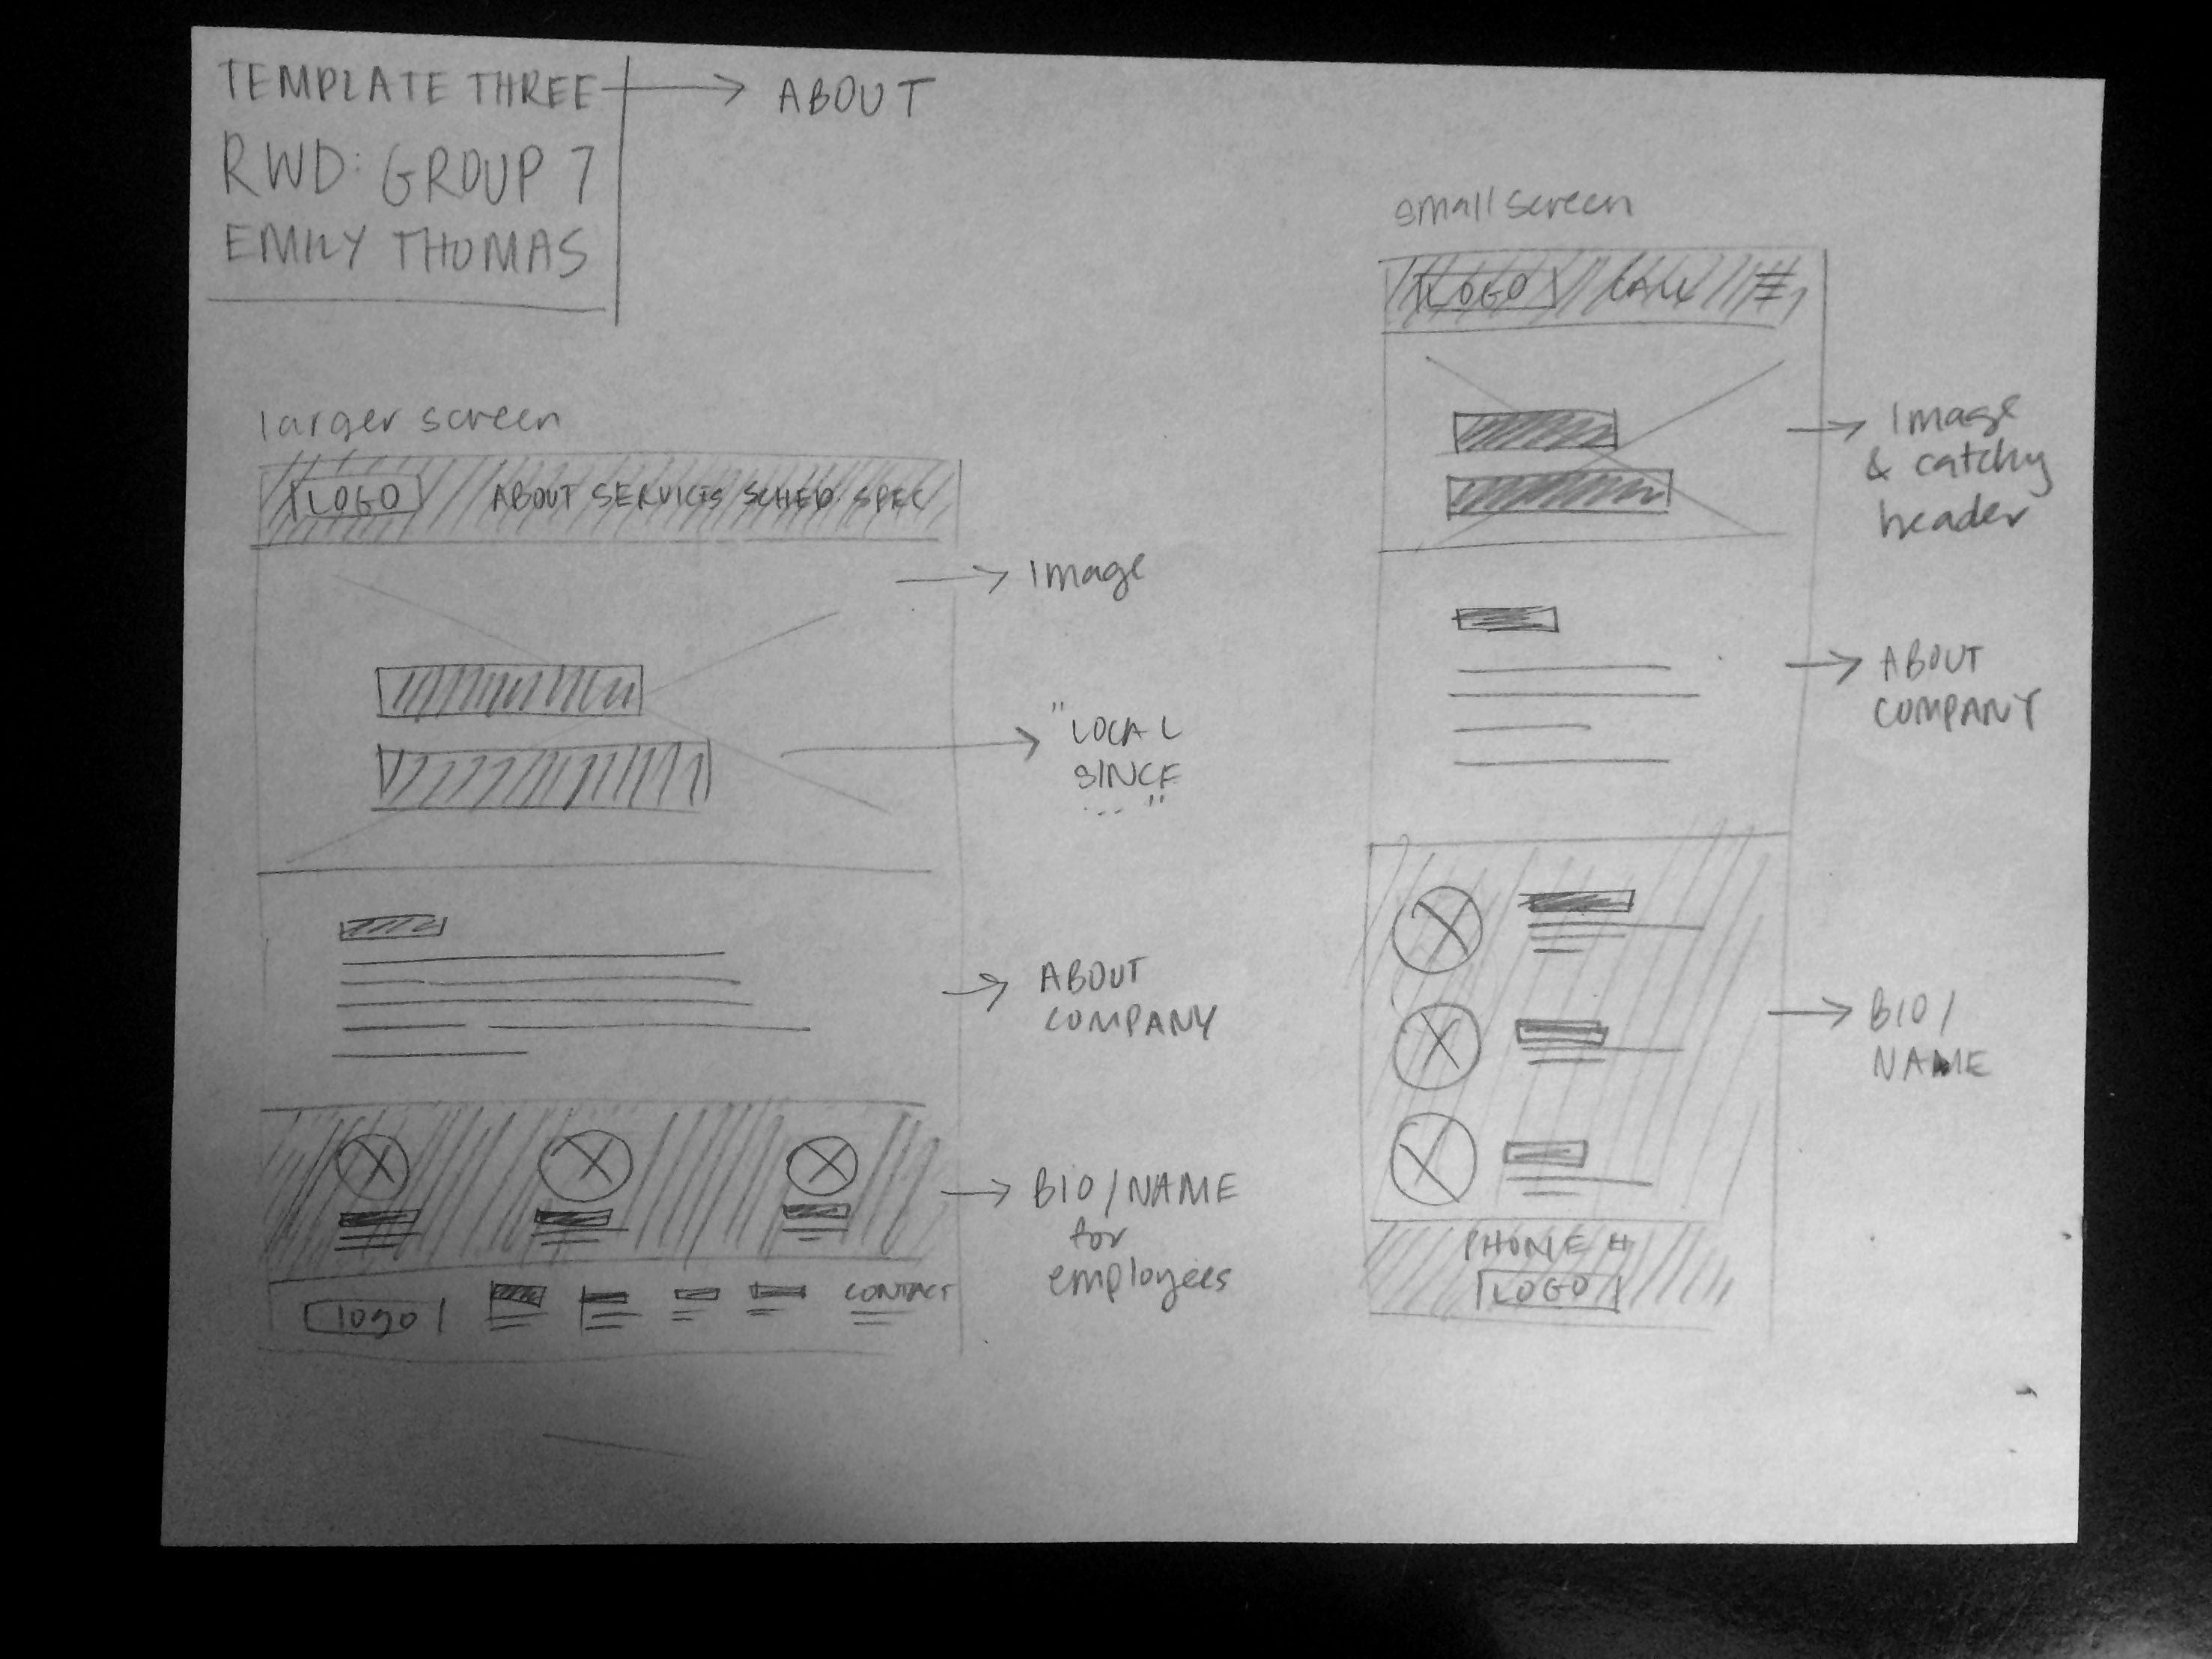 TEMPLATE THREE
RWD: GROUP 7
EMILY THOMAS
ABOUT
larger screen
LOGO ABOUT SERVICES SCHED SPEC
Image
"LOCAL
SINCE
..."
ABOUT
COMPANY
BIO/NAME
for
employees
logo CONTACT
small screen
LOGO CALL
Image
& catchy
header
ABOUT
COMPANY
BIO/
NAME
PHONE #
LOGO